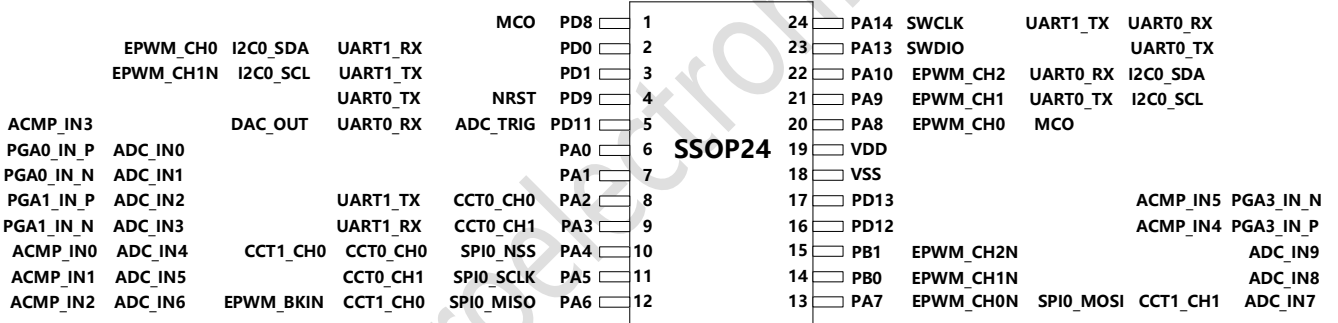 MCO PD8 1 24 PA14 SWCLK UART1_TX UART0_RX
EPWM_CH0 I2C0_SDA UART1_RX PD0 2 23 PA13 SWDIO UART0_TX
EPWM_CH1N I2C0_SCL UART1_TX PD1 3 22 PA10 EPWM_CH2 UART0_RX I2C0_SDA
UART0_TX NRST PD9 4 21 PA9 EPWM_CH1 UART0_TX I2C0_SCL
ACMP_IN3 DAC_OUT UART0_RX ADC_TRIG PD11 5 20 PA8 EPWM_CH0 MCO
PGA0_IN_P ADC_IN0 PA0 6 SSOP24 19 VDD
PGA0_IN_N ADC_IN1 PA1 7 18 VSS
PGA1_IN_P ADC_IN2 UART1_TX CCT0_CH0 PA2 8 17 PD13 ACMP_IN5 PGA3_IN_N
PGA1_IN_N ADC_IN3 UART1_RX CCT0_CH1 PA3 9 16 PD12 ACMP_IN4 PGA3_IN_P
ACMP_IN0 ADC_IN4 CCT1_CH0 CCT0_CH0 SPI0_NSS PA4 10 15 PB1 EPWM_CH2N ADC_IN9
ACMP_IN1 ADC_IN5 CCT0_CH1 SPI0_SCLK PA5 11 14 PB0 EPWM_CH1N ADC_IN8
ACMP_IN2 ADC_IN6 EPWM_BKIN CCT1_CH0 SPI0_MISO PA6 12 13 PA7 EPWM_CH0N SPI0_MOSI CCT1_CH1 ADC_IN7